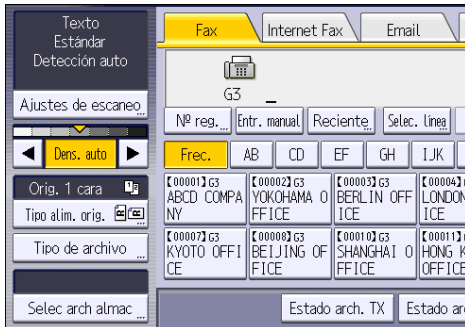 Texto
Estándar
Detección auto
Ajustes de escaneo
Dens. auto
Orig. 1 cara
Tipo alim. orig.
Tipo de archivo
Selec arch almac
Fax
Internet Fax
Email
G3 _
Nº reg.
Entr. manual
Reciente
Selec. línea
Frec.
AB
CD
EF
GH
IJK
【00001】G3
ABCD COMPA
NY
【00002】G3
YOKOHAMA O
FFICE
【00003】G3
BERLIN OFF
ICE
【00004】
LONDON
ICE
【00007】G3
KYOTO OFFI
CE
【00008】G3
BEIJING OF
FICE
【00010】G3
SHANGHAI O
FFICE
【00011】
HONG K
OFFICE
Estado arch. TX
Estado ar